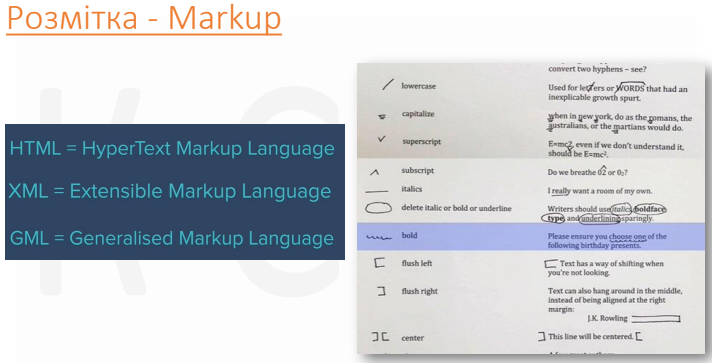 Розмітка - Markup
HTML = HyperText Markup Language
XML = Extensible Markup Language
GML = Generalised Markup Language
convert two hyphens – see?
lowercase
Used for letters or WORDS that had an
inexplicable growth spurt.
capitalize
when in new york, do as the romans, the
australians, or the martians would do.
superscript
E=mc2, even if we don't understand it,
should be E=mc².
subscript
Do we breathe 02 or 0₂?
italics
I really want a room of my own.
delete italic or bold or underline
Writers should use italics, boldface
type, and underlining sparingly.
bold
Please ensure you choose one of the
following birthday presents.
flush left
Text has a way of shifting when
you're not looking.
flush right
Text can also hang around in the middle,
instead of being aligned at the right
margin:
J.K. Rowling
center
This line will be centered.